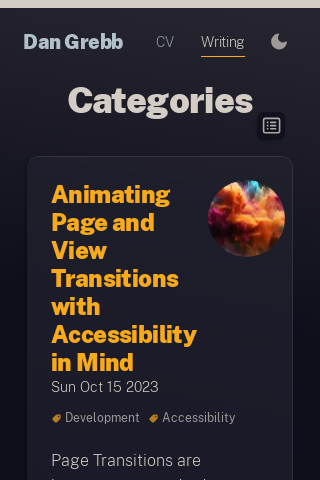 Dan Grebb CV Writing
Categories
Animating
Page and
View
Transitions
with
Accessibility
in Mind
Sun Oct 15 2023
Development Accessibility
Page Transitions are